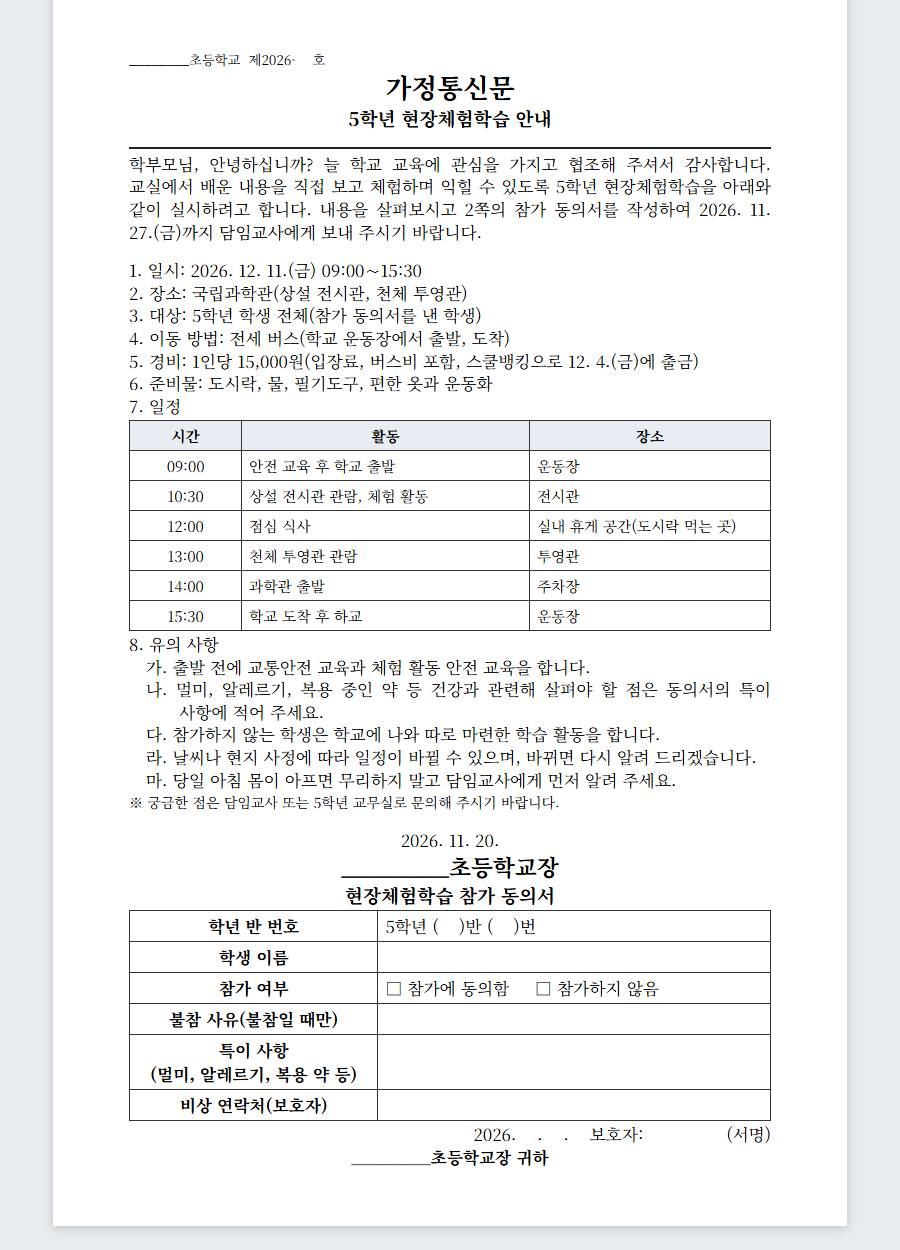 ________초등학교 제2026-  호
가정통신문
5학년 현장체험학습 안내
학부모님, 안녕하십니까? 늘 학교 교육에 관심을 가지고 협조해 주셔서 감사합니다.
교실에서 배운 내용을 직접 보고 체험하며 익힐 수 있도록 5학년 현장체험학습을 아래와
같이 실시하려고 합니다. 내용을 살펴보시고 2쪽의 참가 동의서를 작성하여 2026. 11.
27.(금)까지 담임교사에게 보내 주시기 바랍니다.
1. 일시: 2026. 12. 11.(금) 09:00~15:30
2. 장소: 국립과학관(상설 전시관, 천체 투영관)
3. 대상: 5학년 학생 전체(참가 동의서를 낸 학생)
4. 이동 방법: 전세 버스(학교 운동장에서 출발, 도착)
5. 경비: 1인당 15,000원(입장료, 버스비 포함, 스쿨뱅킹으로 12. 4.(금)에 출금)
6. 준비물: 도시락, 물, 필기도구, 편한 옷과 운동화
7. 일정
시간 활동 장소
09:00 안전 교육 후 학교 출발 운동장
10:30 상설 전시관 관람, 체험 활동 전시관
12:00 점심 식사 실내 휴게 공간(도시락 먹는 곳)
13:00 천체 투영관 관람 투영관
14:00 과학관 출발 주차장
15:30 학교 도착 후 하교 운동장
8. 유의 사항
가. 출발 전에 교통안전 교육과 체험 활동 안전 교육을 합니다.
나. 멀미, 알레르기, 복용 중인 약 등 건강과 관련해 살펴야 할 점은 동의서의 특이
사항에 적어 주세요.
다. 참가하지 않는 학생은 학교에 나와 따로 마련한 학습 활동을 합니다.
라. 날씨나 현지 사정에 따라 일정이 바뀔 수 있으며, 바뀌면 다시 알려 드리겠습니다.
마. 당일 아침 몸이 아프면 무리하지 말고 담임교사에게 먼저 알려 주세요.
※ 궁금한 점은 담임교사 또는 5학년 교무실로 문의해 주시기 바랍니다.
2026. 11. 20.
__________초등학교장
현장체험학습 참가 동의서
학년 반 번호 5학년 (  )반 (  )번
학생 이름
참가 여부 □ 참가에 동의함 □ 참가하지 않음
불참 사유(불참일 때만)
특이 사항
(멀미, 알레르기, 복용 약 등)
비상 연락처(보호자)
2026.  .  . 보호자:     (서명)
__________초등학교장 귀하